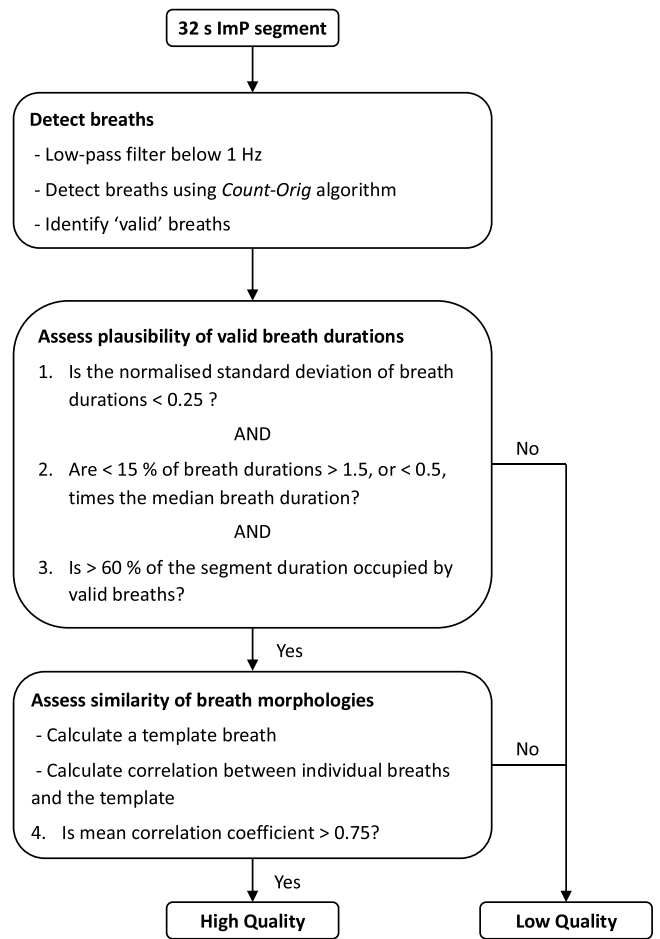 32 s ImP segment
Detect breaths
- Low-pass filter below 1 Hz
- Detect breaths using Count-Orig algorithm
- Identify ‘valid’ breaths
Assess plausibility of valid breath durations
1. Is the normalised standard deviation of breath
durations < 0.25 ?
AND
2. Are < 15 % of breath durations > 1.5, or < 0.5,
times the median breath duration?
AND
3. Is > 60 % of the segment duration occupied by
valid breaths?
No
Yes
Assess similarity of breath morphologies
- Calculate a template breath
- Calculate correlation between individual breaths
and the template
4. Is mean correlation coefficient > 0.75?
No
Yes
High Quality
Low Quality